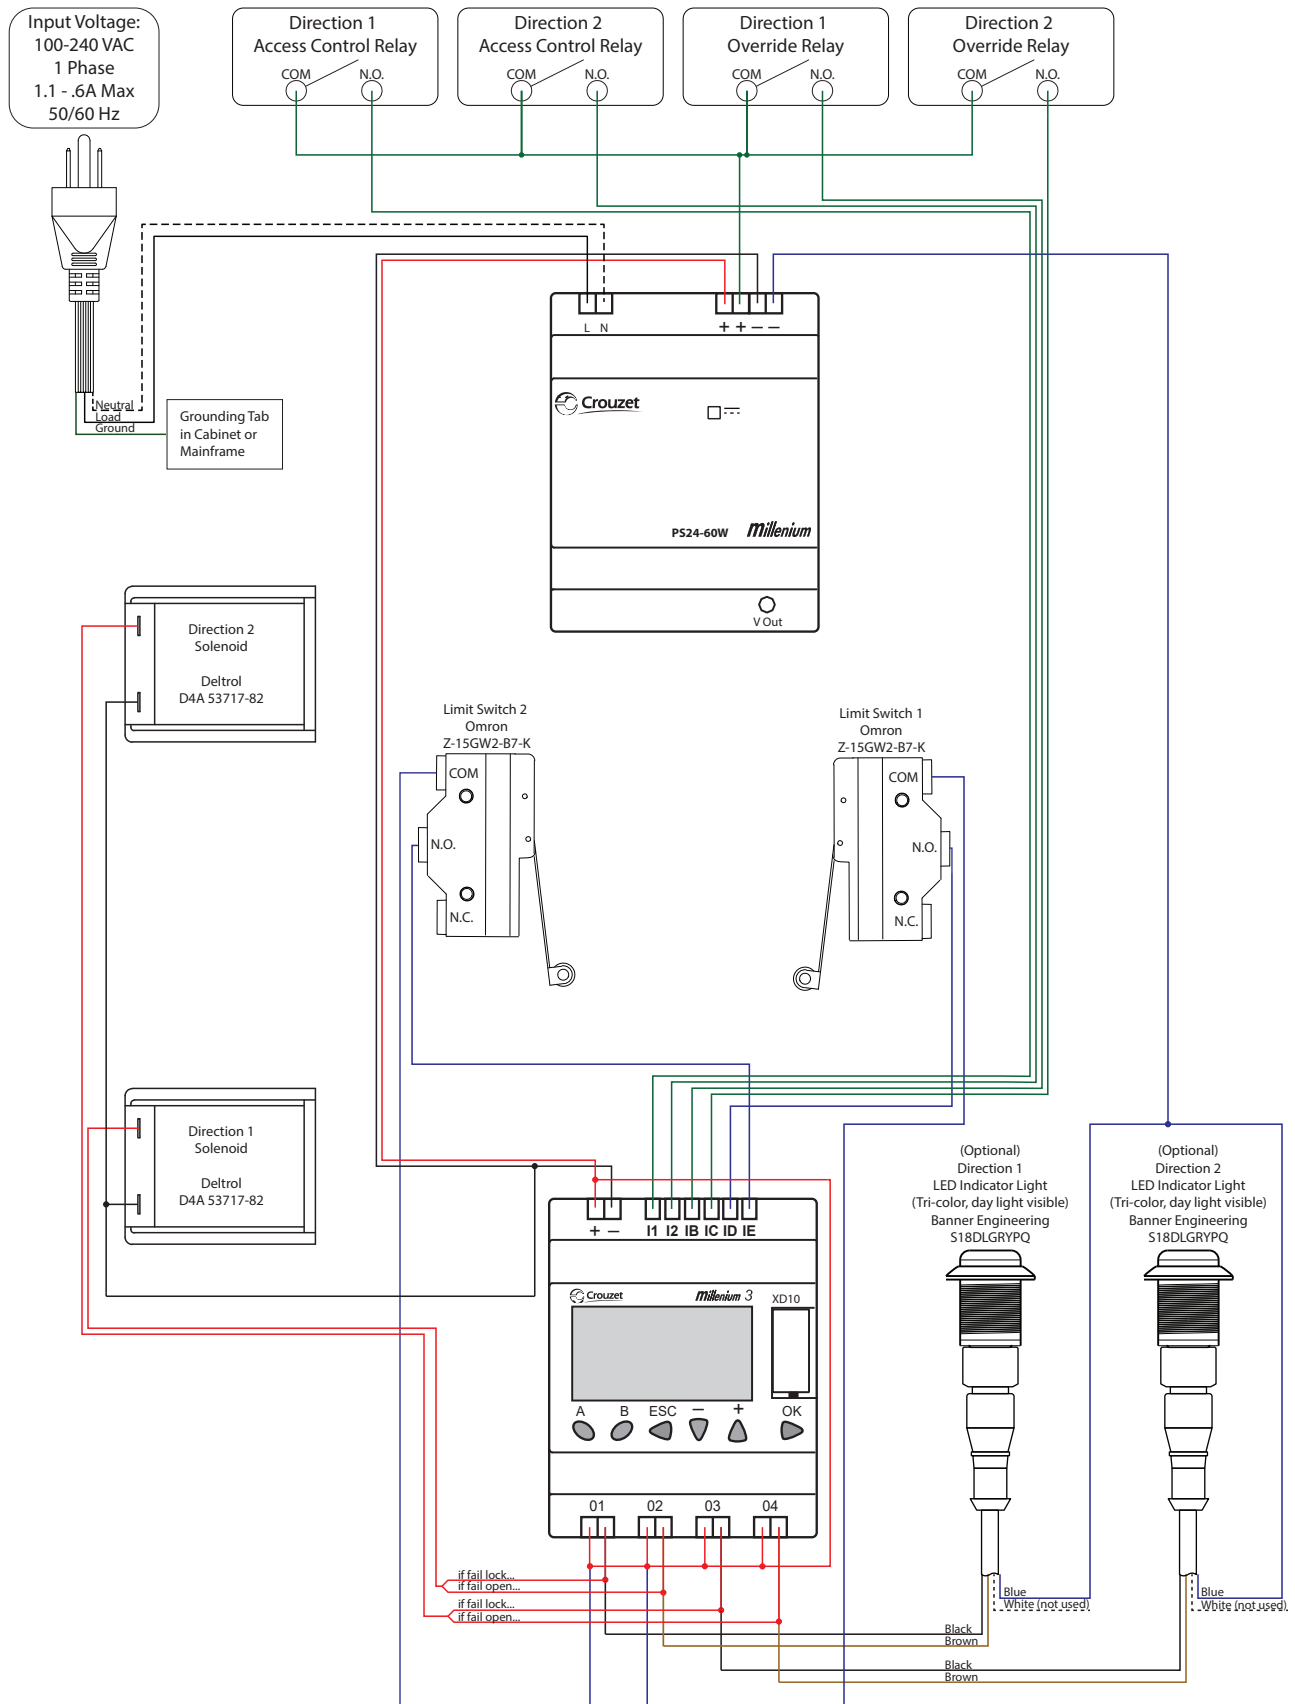 Input Voltage:
100-240 VAC
1 Phase
1.1 - .6A Max
50/60 Hz
Direction 1
Access Control Relay
COM N.O.
Direction 2
Access Control Relay
COM N.O.
Direction 1
Override Relay
COM N.O.
Direction 2
Override Relay
COM N.O.
Neutral
Load
Ground
Grounding Tab
in Cabinet or
Mainframe
L N
+ + — —
Crouzet
PS24-60W Millenium
V Out
Direction 2
Solenoid
Deltrol
D4A 53717-82
Limit Switch 2
Omron
Z-15GW2-B7-K
COM
N.O.
N.C.
Limit Switch 1
Omron
Z-15GW2-B7-K
COM
N.O.
N.C.
Direction 1
Solenoid
Deltrol
D4A 53717-82
+ — I1 I2 IB IC ID IE
Crouzet Millenium 3 XD10
A B ESC — + OK
01 02 03 04
(Optional)
Direction 1
LED Indicator Light
(Tri-color, day light visible)
Banner Engineering
S18DLGRYPQ
(Optional)
Direction 2
LED Indicator Light
(Tri-color, day light visible)
Banner Engineering
S18DLGRYPQ
if fail lock...
if fail open...
if fail lock...
if fail open...
Blue
White (not used)
Blue
White (not used)
Black
Brown
Black
Brown